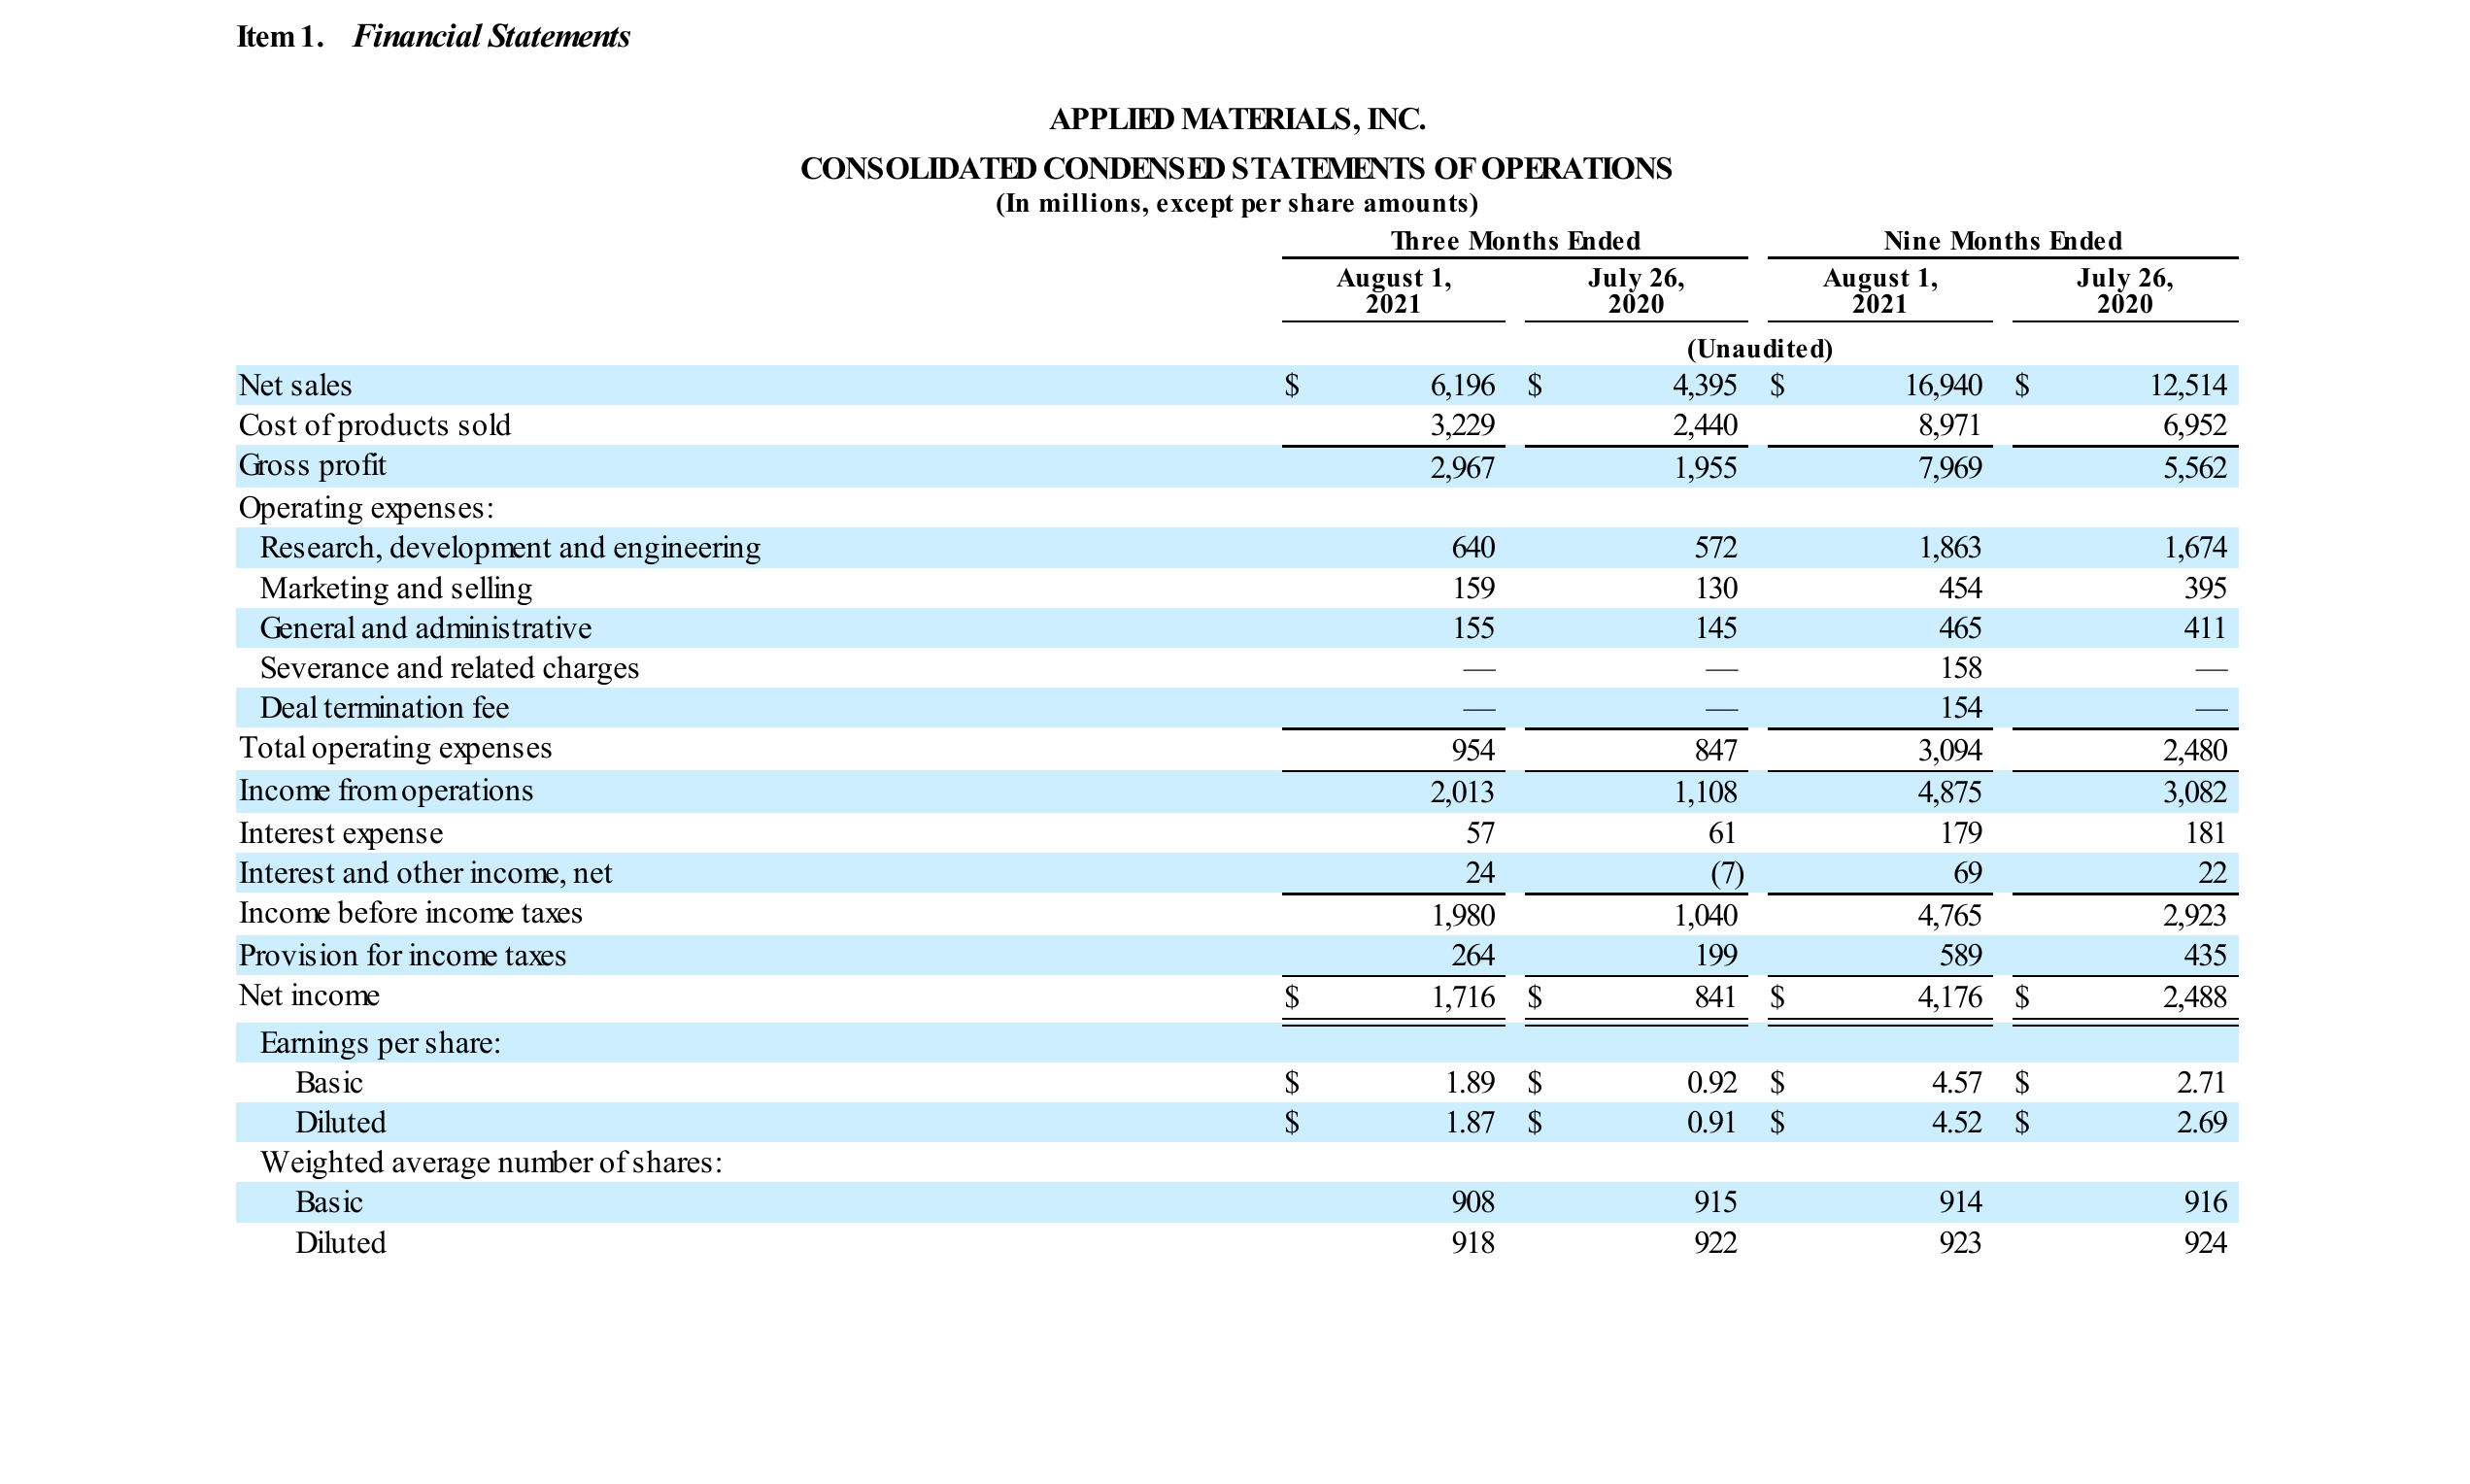 Item 1. Financial Statements
APPLIED MATERIALS, INC.
CONSOLIDATED CONDENSED STATEMENTS OF OPERATIONS
(In millions, except per share amounts)
Three Months Ended Nine Months Ended
August 1, 2021 July 26, 2020 August 1, 2021 July 26, 2020
(Unaudited)
Net sales $ 6,196 $ 4,395 $ 16,940 $ 12,514
Cost of products sold 3,229 2,440 8,971 6,952
Gross profit 2,967 1,955 7,969 5,562
Operating expenses:
Research, development and engineering 640 572 1,863 1,674
Marketing and selling 159 130 454 395
General and administrative 155 145 465 411
Severance and related charges — — 158 —
Deal termination fee — — 154 —
Total operating expenses 954 847 3,094 2,480
Income from operations 2,013 1,108 4,875 3,082
Interest expense 57 61 179 181
Interest and other income, net 24 (7) 69 22
Income before income taxes 1,980 1,040 4,765 2,923
Provision for income taxes 264 199 589 435
Net income $ 1,716 $ 841 $ 4,176 $ 2,488
Earnings per share:
Basic $ 1.89 $ 0.92 $ 4.57 $ 2.71
Diluted $ 1.87 $ 0.91 $ 4.52 $ 2.69
Weighted average number of shares:
Basic 908 915 914 916
Diluted 918 922 923 924